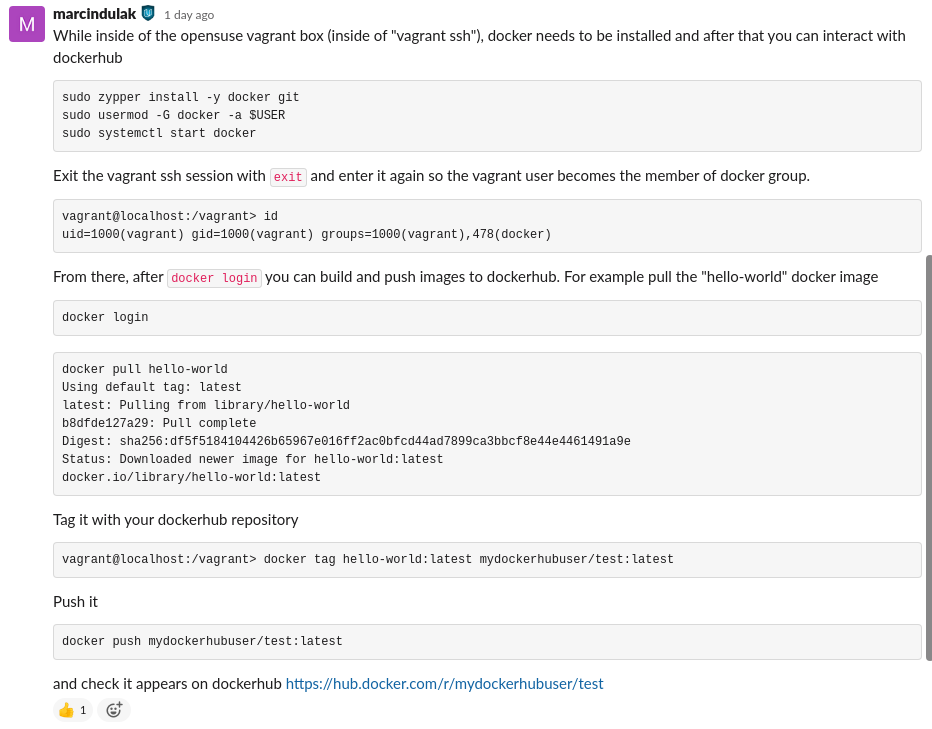 M
marcindulak 1 day ago
While inside of the opensuse vagrant box (inside of "vagrant ssh"), docker needs to be installed and after that you can interact with
dockerhub
sudo zypper install -y docker git
sudo usermod -G docker -a $USER
sudo systemctl start docker
Exit the vagrant ssh session with exit and enter it again so the vagrant user becomes the member of docker group.
vagrant@localhost:/vagrant> id
uid=1000(vagrant) gid=1000(vagrant) groups=1000(vagrant),478(docker)
From there, after docker login you can build and push images to dockerhub. For example pull the "hello-world" docker image
docker login
docker pull hello-world
Using default tag: latest
latest: Pulling from library/hello-world
b8dfde127a29: Pull complete
Digest: sha256:df5f5184104426b65967e016ff2ac0bfcd44ad7899ca3bbcf8e44e4461491a9e
Status: Downloaded newer image for hello-world:latest
docker.io/library/hello-world:latest
Tag it with your dockerhub repository
vagrant@localhost:/vagrant> docker tag hello-world:latest mydockerhubuser/test:latest
Push it
docker push mydockerhubuser/test:latest
and check it appears on dockerhub https://hub.docker.com/r/mydockerhubuser/test
1